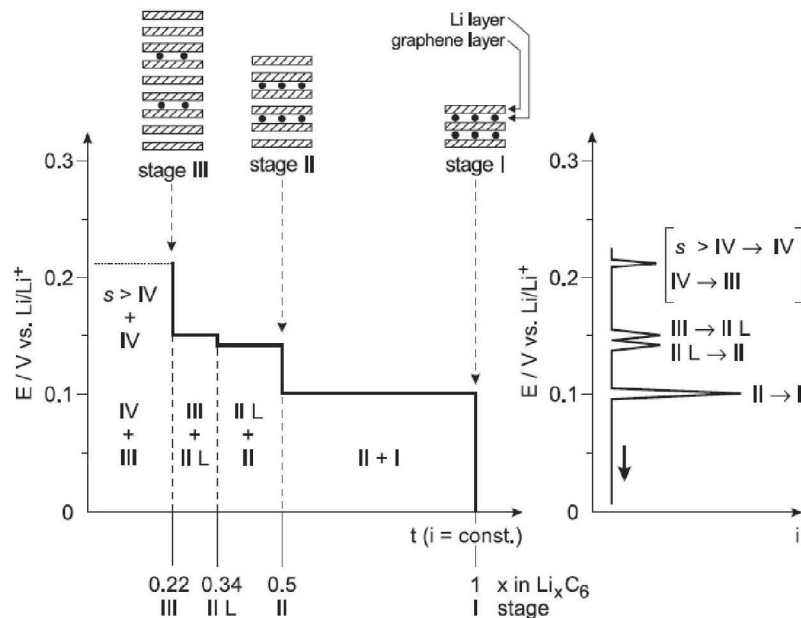 Li layer
graphene layer
stage III
stage II
stage I
0.3
0.2
0.1
0
E / V vs. Li/Li⁺
s > IV
+
IV
IV
+
III
III
+
II L
II L
+
II
II + I
t (i = const.)
0.22 0.34 0.5 1 x in LiₓC₆
III II L II I stage
0.3
0.2
0.1
0
E / V vs. Li/Li⁺
s > IV → IV
IV → III
III → II L
II L → II
II → I
i